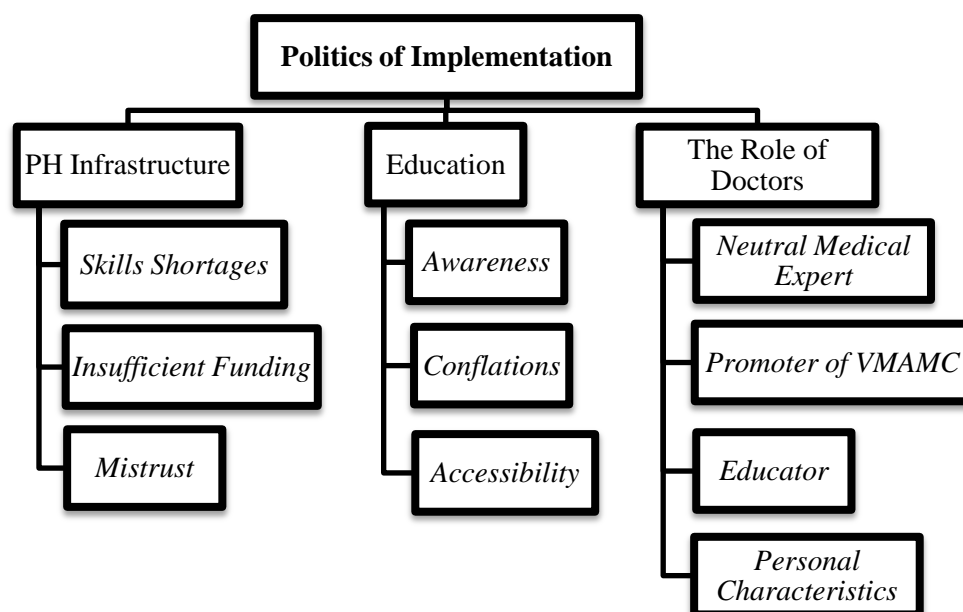 Politics of Implementation
PH Infrastructure
Skills Shortages
Insufficient Funding
Mistrust
Education
Awareness
Conflations
Accessibility
The Role of
Doctors
Neutral Medical
Expert
Promoter of VMAMC
Educator
Personal
Characteristics